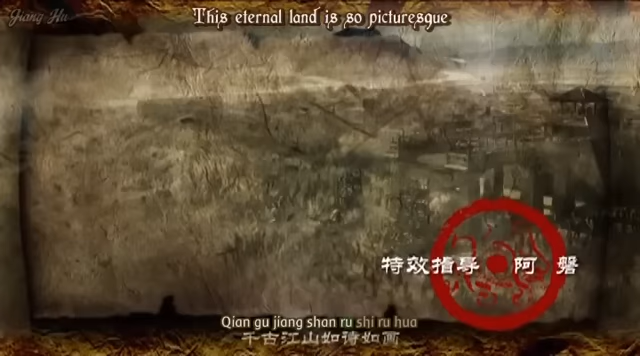 Jiang Hu
This eternal land is so picturesque
特效指导 阿 磐
Qian gu jiang shan ru shi ru hua
千古江山如诗如画